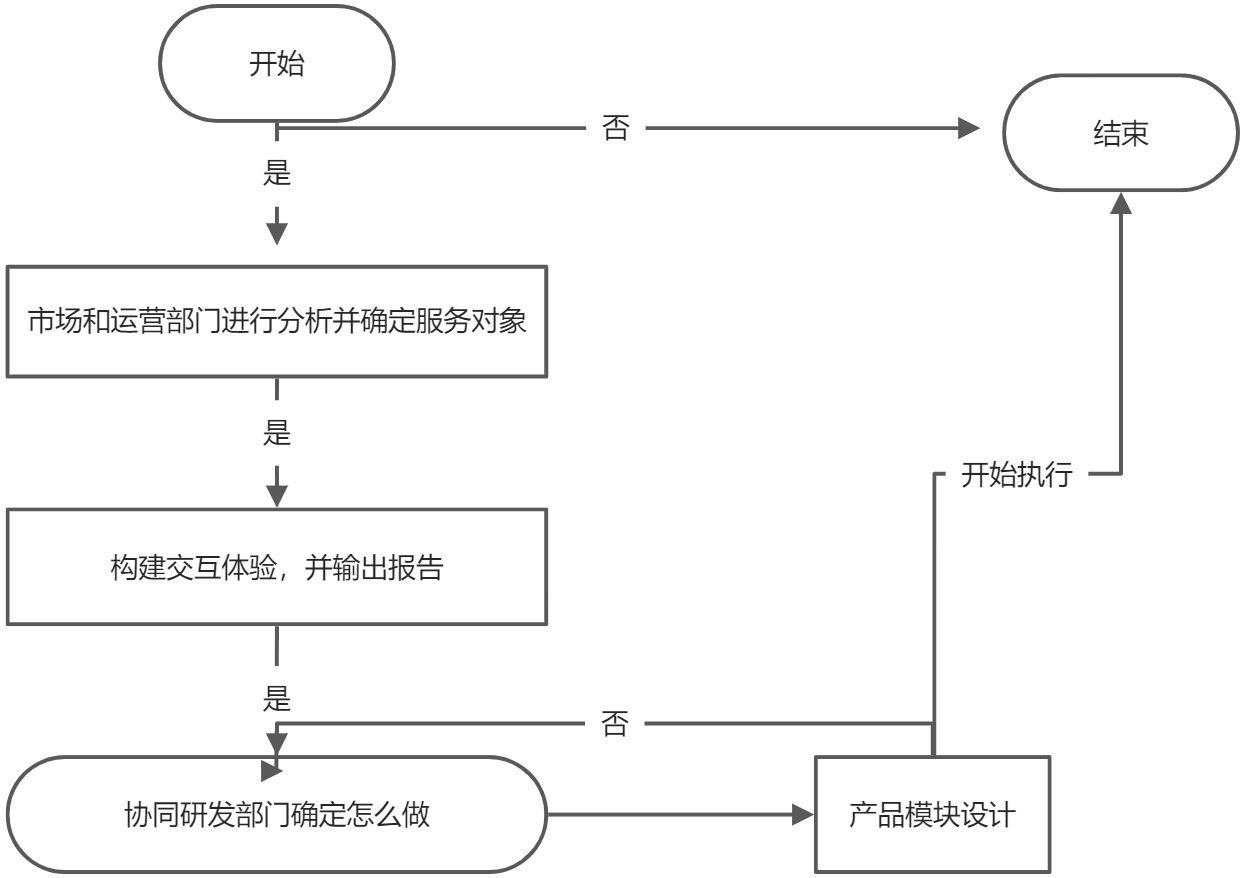 开始
否
结束
是
市场和运营部门进行分析并确定服务对象
是
开始执行
构建交互体验，并输出报告
是
否
协同研发部门确定怎么做
产品模块设计